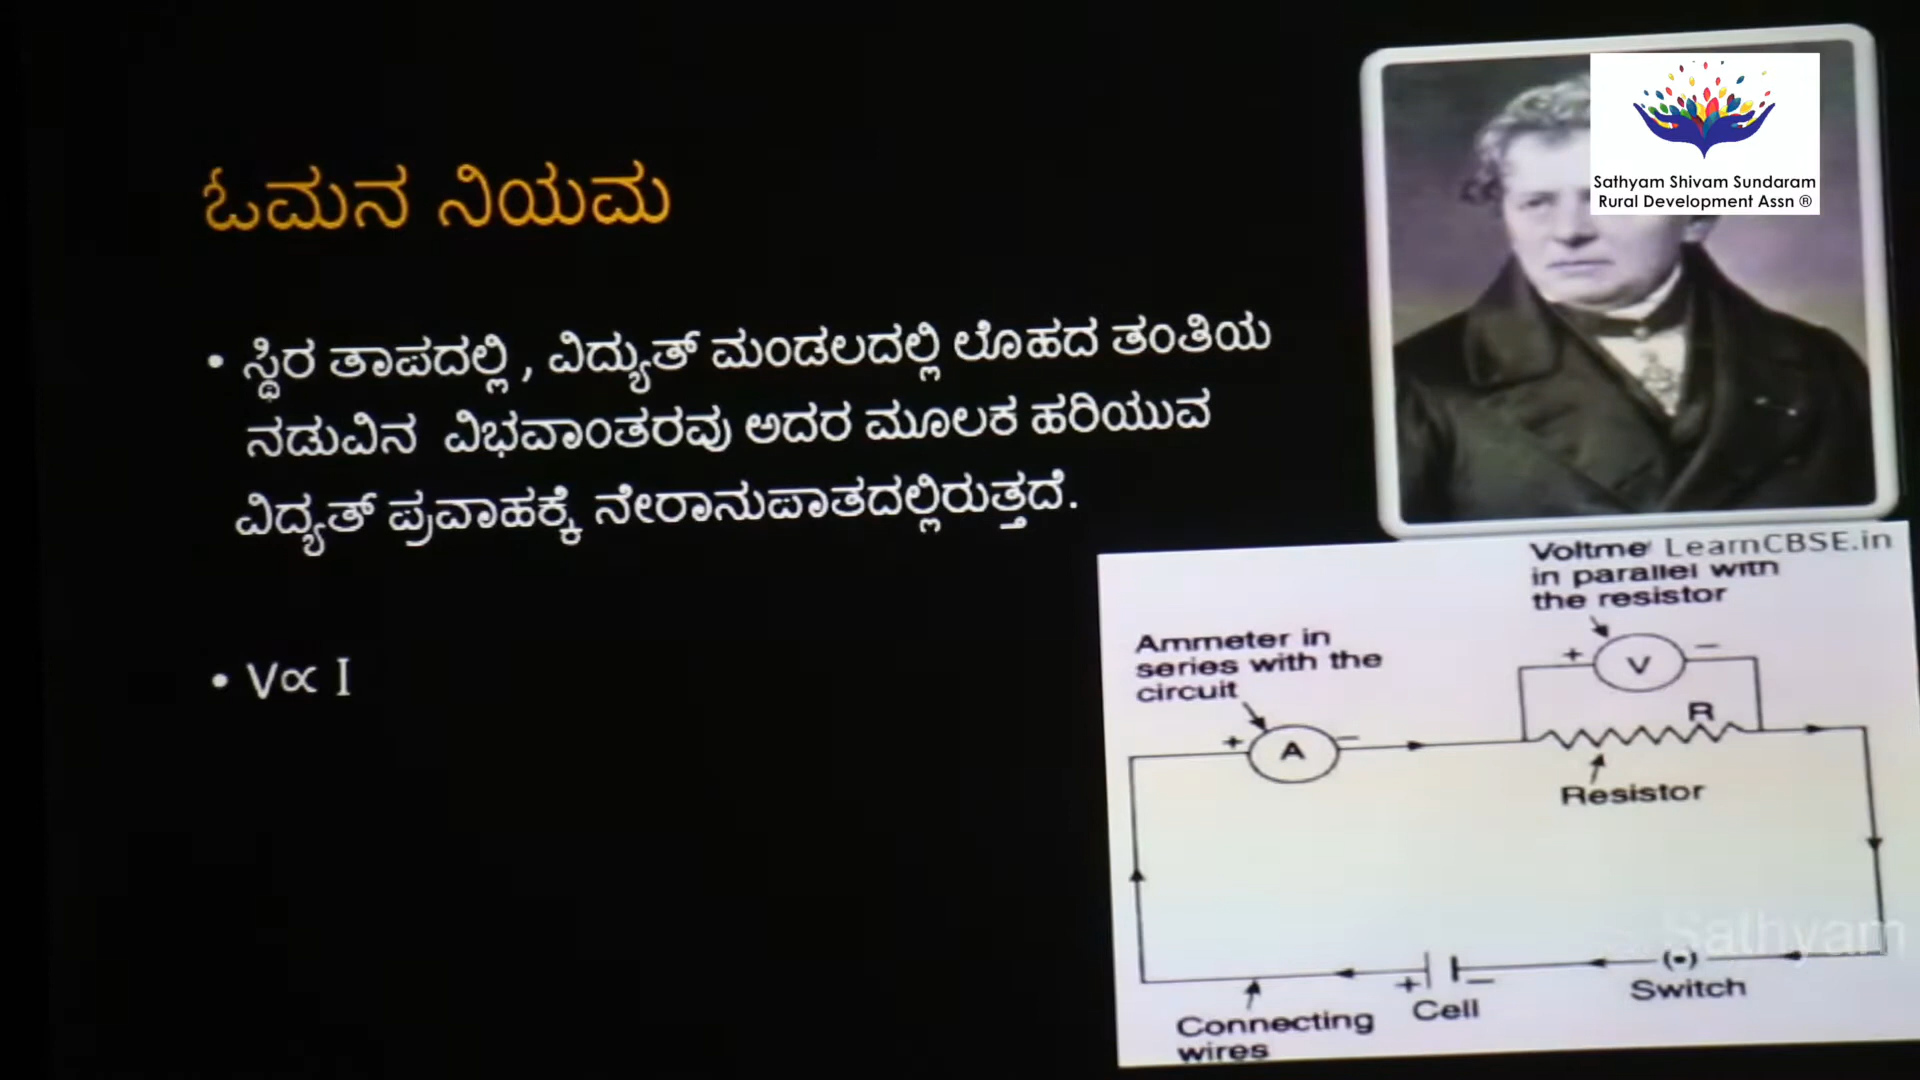 ಓಮನ ನಿಯಮ
• ಸ್ಥಿರ ತಾಪದಲ್ಲಿ , ವಿದ್ಯುತ್ ಮಂಡಲದಲ್ಲಿ ಲೊಹದ ತಂತಿಯ
ನಡುವಿನ ವಿಭವಾಂತರವು ಅದರ ಮೂಲಕ ಹರಿಯುವ
ವಿದ್ಯತ್ ಪ್ರವಾಹಕ್ಕೆ ನೇರಾನುಪಾತದಲ್ಲಿರುತ್ತದೆ.
• V∝ I
Sathyam Shivam Sundaram
Rural Development Assn ®
Voltme LearnCBSE.in
in parallel with
the resistor
Ammeter in
series with the
circuit
+ V −
R
+ A −
Resistor
Sathyam
(•)
+ −
Switch
Cell
Connecting
wires